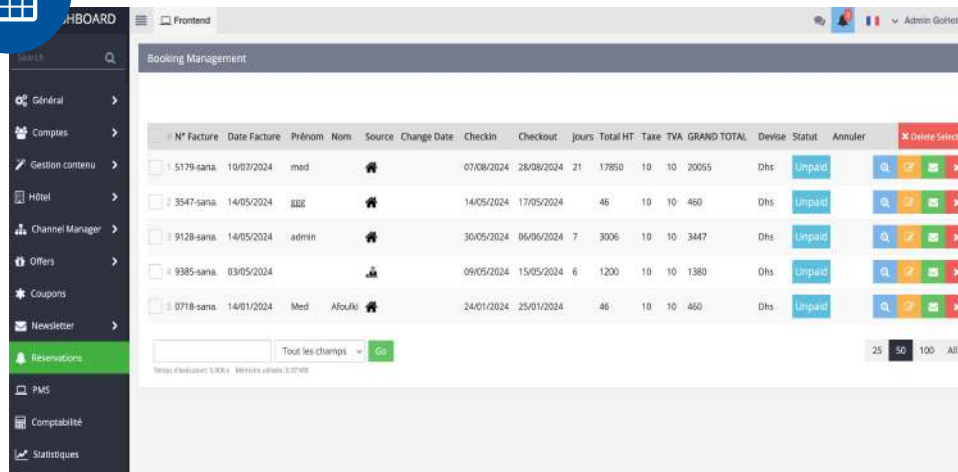 HBOARD
Frontend
Admin GoHot
Search
Général
Comptes
Gestion contenu
Hôtel
Channel Manager
Offers
Coupons
Newsletter
Réservations
PMS
Comptabilité
Statistiques
Booking Management
# N° Facture Date Facture Prénom Nom Source Change Date Checkin Checkout jours Total HT Taxe TVA GRAND TOTAL Devise Statut Annuler Delete Select
1 5179-sana. 10/07/2024 med 07/08/2024 28/08/2024 21 17850 10 10 20055 Dhs Unpaid
2 3547-sana. 14/05/2024 ggg 14/05/2024 17/05/2024 46 10 10 460 Dhs Unpaid
3 9128-sana. 14/05/2024 admin 30/05/2024 06/06/2024 7 3006 10 10 3447 Dhs Unpaid
4 9385-sana. 03/05/2024 09/05/2024 15/05/2024 6 1200 10 10 1380 Dhs Unpaid
5 0718-sana. 14/01/2024 Med Afoulki 24/01/2024 25/01/2024 46 10 10 460 Dhs Unpaid
Tout les champs Go 25 50 100 All